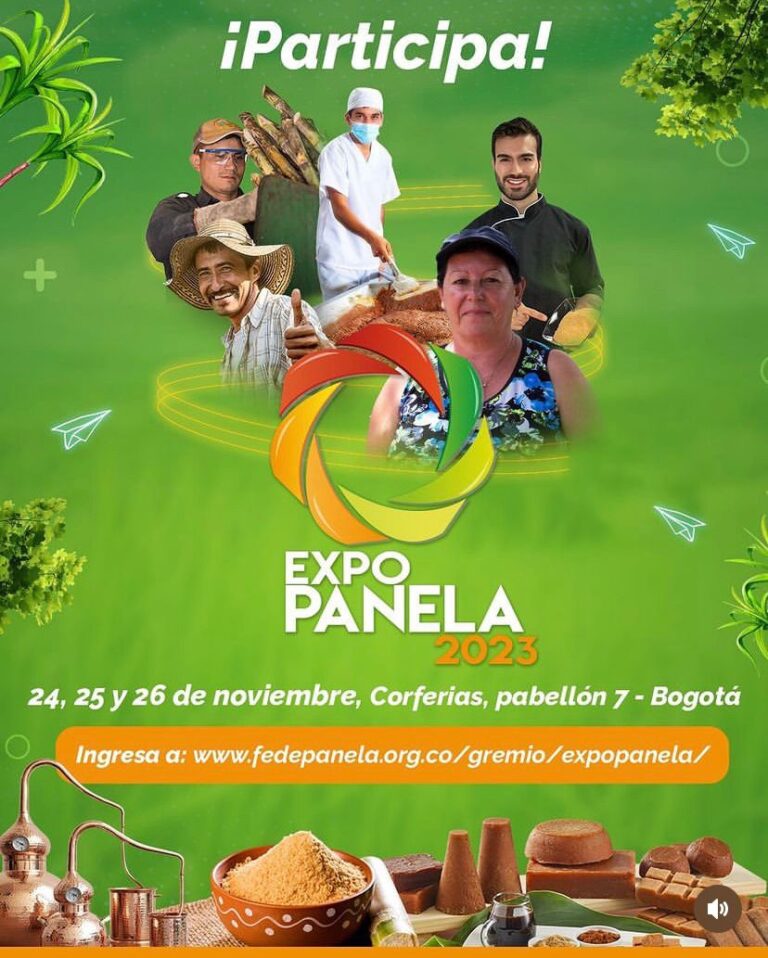 ¡Participa!
EXPO
PANELA
2023
24, 25 y 26 de noviembre, Corferias, pabellón 7 - Bogotá
Ingresa a: www.fedepanela.org.co/gremio/expopanela/